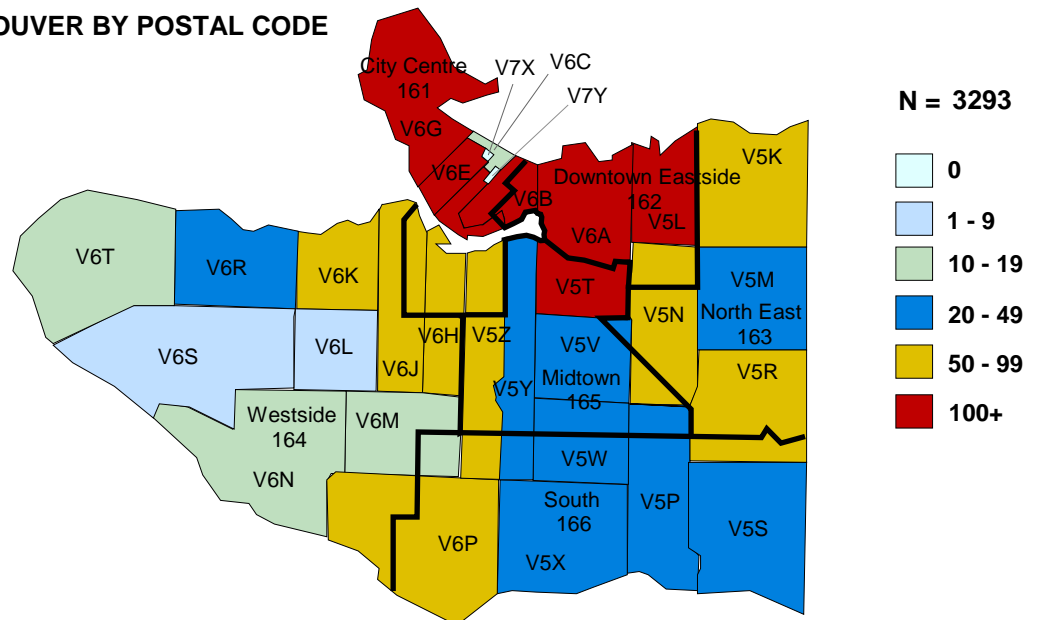 OUVER BY POSTAL CODE
City Centre
161
V7X
V6C
V7Y
V6G
V6E
V6B
Downtown Eastside
162
V5L
V6A
V5K
V6T
V6R
V6K
V5T
V5M
North East
163
V5N
V6S
V6L
V6J
V6H
V5Z
V5Y
V5V
Midtown
165
V5R
Westside
164
V6M
V6N
V5W
South
166
V5P
V5S
V6P
V5X
N = 3293
0
1 - 9
10 - 19
20 - 49
50 - 99
100+